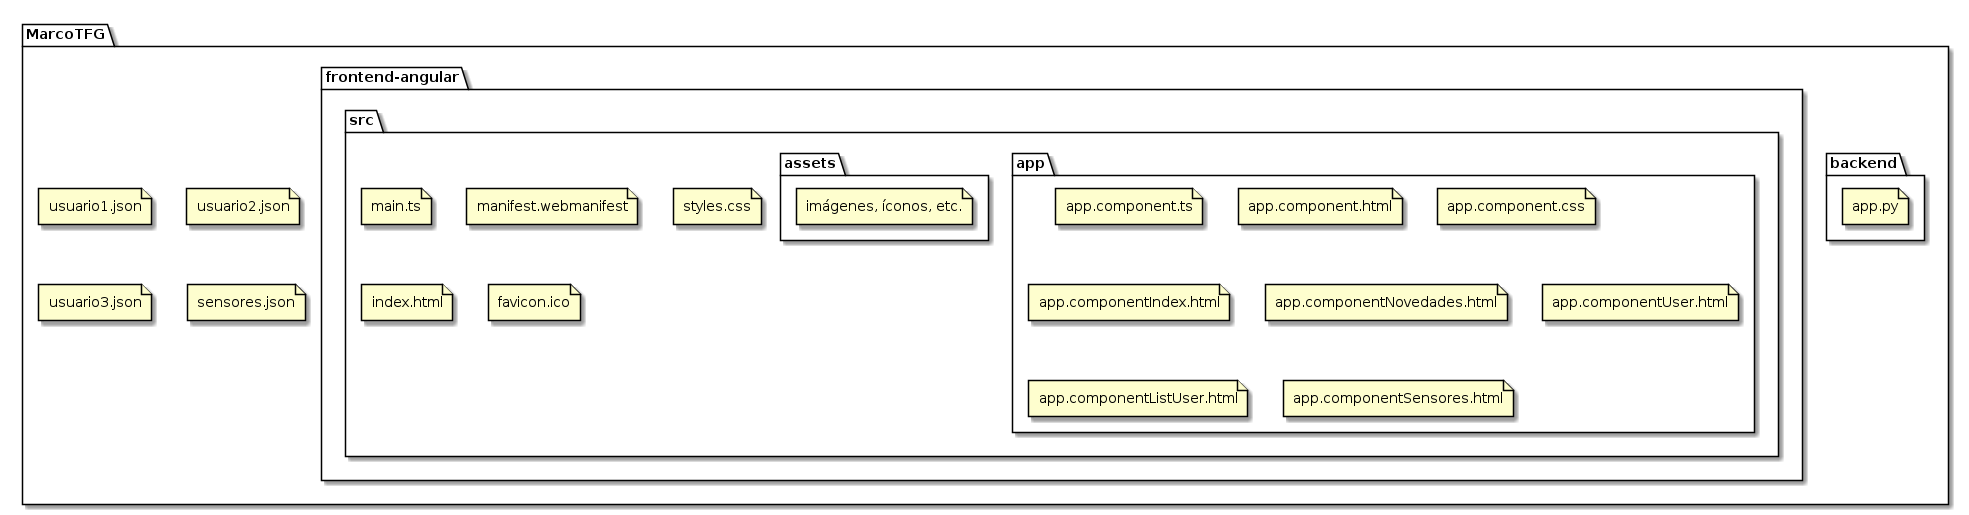 MarcoTFG
frontend-angular
src
assets
app
backend
usuario1.json
usuario2.json
main.ts
manifest.webmanifest
styles.css
imágenes, íconos, etc.
app.component.ts
app.component.html
app.component.css
app.py
usuario3.json
sensores.json
index.html
favicon.ico
app.componentIndex.html
app.componentNovedades.html
app.componentUser.html
app.componentListUser.html
app.componentSensores.html